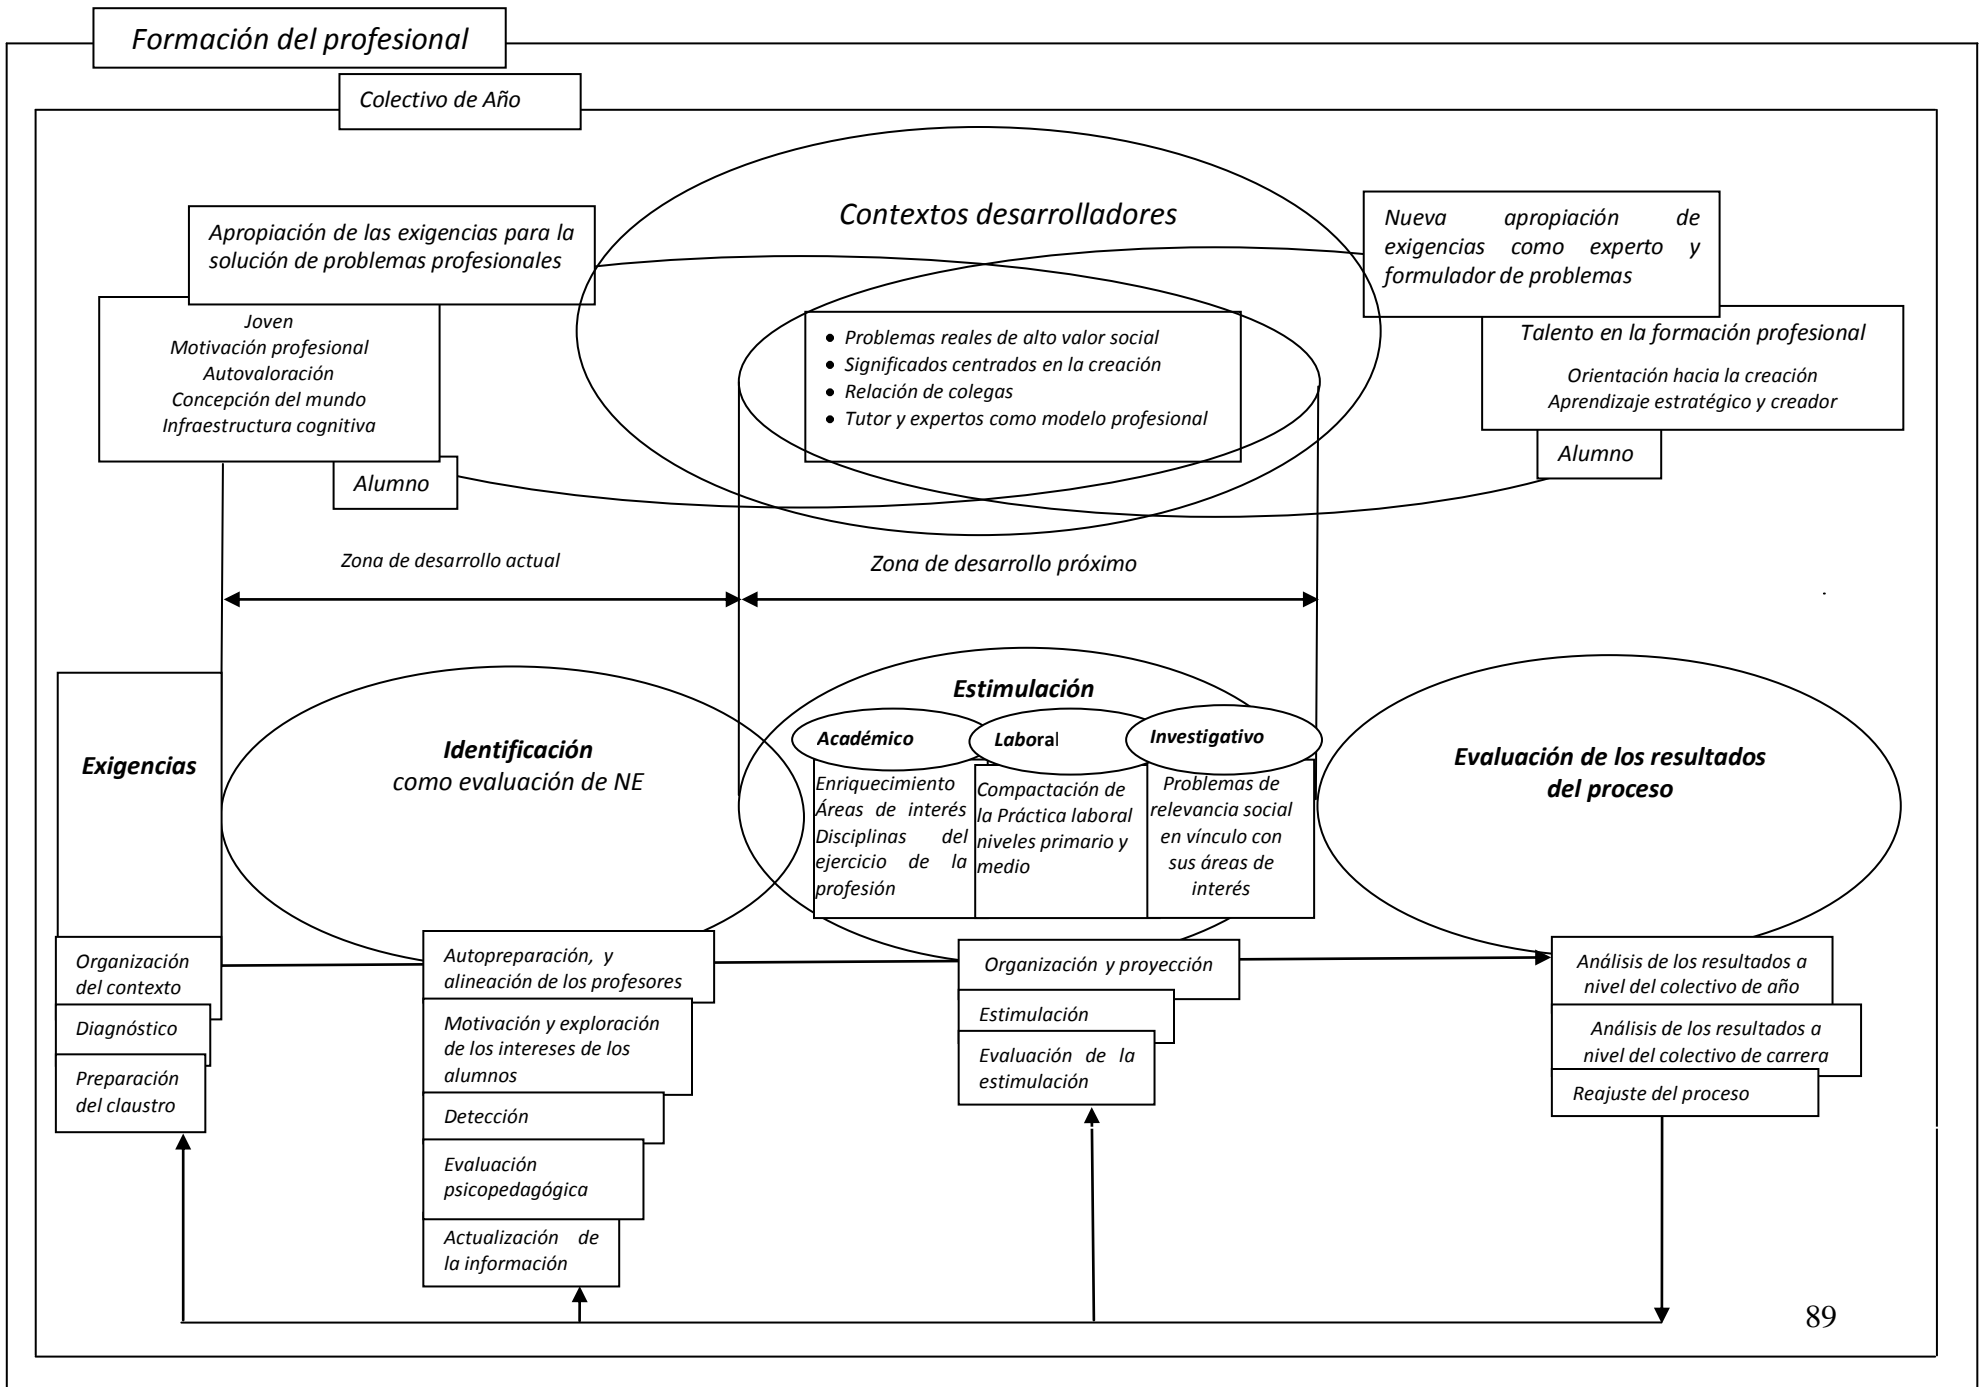 Formación del profesional
Colectivo de Año
Contextos desarrolladores
Apropiación de las exigencias para la
solución de problemas profesionales
Nueva apropiación de
exigencias como experto y
formulador de problemas
Joven
Motivación profesional
Autovaloración
Concepción del mundo
Infraestructura cognitiva
Alumno
• Problemas reales de alto valor social
• Significados centrados en la creación
• Relación de colegas
• Tutor y expertos como modelo profesional
Talento en la formación profesional
Orientación hacia la creación
Aprendizaje estratégico y creador
Alumno
Zona de desarrollo actual
Zona de desarrollo próximo
Exigencias
Identificación
como evaluación de NE
Estimulación
Académico
Laboral
Investigativo
Enriquecimiento
Áreas de interés
Disciplinas del
ejercicio de la
profesión
Compactación de
la Práctica laboral
niveles primario y
medio
Problemas de
relevancia social
en vínculo con
sus áreas de
interés
Evaluación de los resultados
del proceso
Organización
del contexto
Diagnóstico
Preparación
del claustro
Autopreparación, y
alineación de los profesores
Motivación y exploración
de los intereses de los
alumnos
Detección
Evaluación
psicopedagógica
Actualización de
la información
Organización y proyección
Estimulación
Evaluación de la
estimulación
Análisis de los resultados a
nivel del colectivo de año
Análisis de los resultados a
nivel del colectivo de carrera
Reajuste del proceso
89